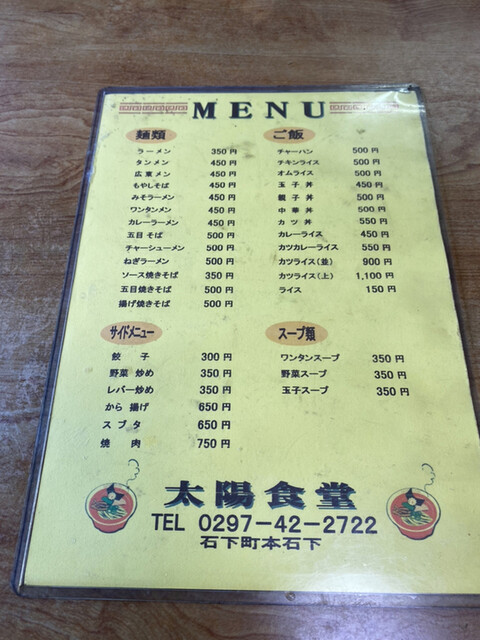 MENU
麺類
ラーメン 350円
タンメン 450円
広東メン 450円
もやしそば 450円
みそラーメン 450円
ワンタンメン 450円
カレーラーメン 450円
五目そば 500円
チャーシューメン 500円
ねぎラーメン 500円
ソース焼きそば 350円
五目焼きそば 500円
揚げ焼きそば 500円
ご飯
チャーハン 500円
チキンライス 500円
オムライス 500円
玉子丼 450円
親子丼 500円
中華丼 500円
カツ丼 550円
カレーライス 450円
カツカレーライス 550円
カツライス(並) 900円
カツライス(上) 1,100円
ライス 150円
サイドメニュー
餃子 300円
野菜炒め 350円
レバー炒め 350円
から揚げ 650円
スブタ 650円
焼肉 750円
スープ類
ワンタンスープ 350円
野菜スープ 350円
玉子スープ 350円
太陽食堂
TEL 0297-42-2722
石下町本石下